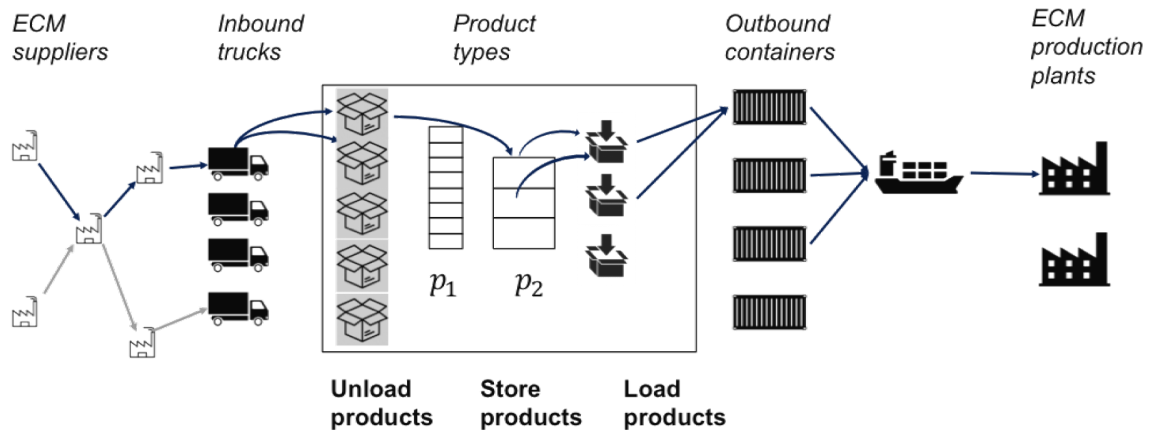 ECM
suppliers
Inbound
trucks
Product
types
Outbound
containers
ECM
production
plants
p1
p2
Unload
products
Store
products
Load
products